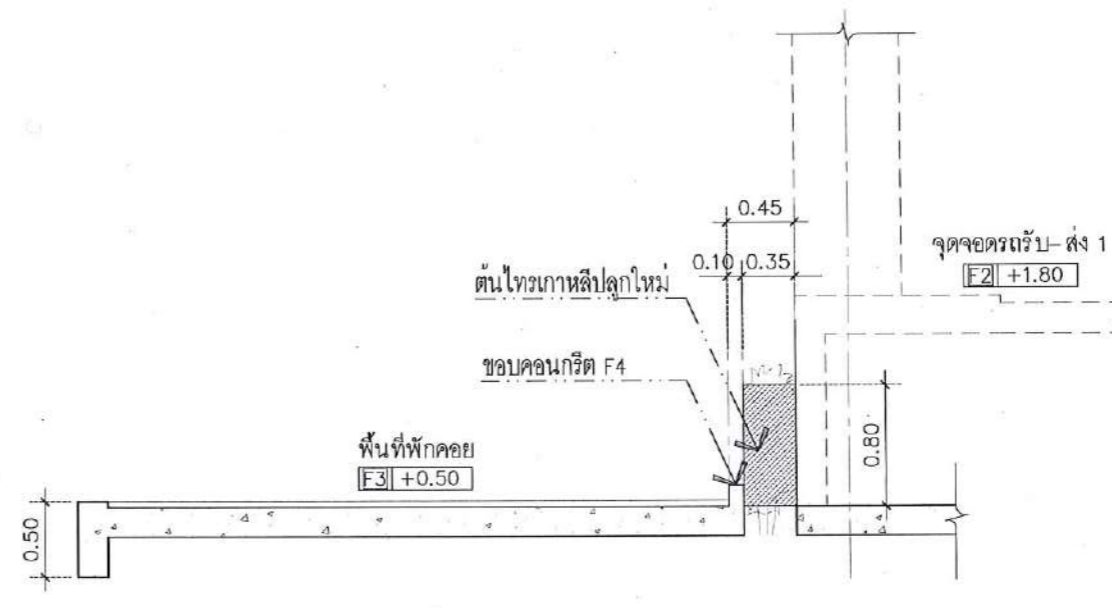 0.45
จุดจอดรถรับ-ส่ง 1
0.10 0.35
F2 +1.80
ต้นไทรเกาหลีปลูกใหม่
ขอบคอนกรีต F4
พื้นที่พักคอย
F3 +0.50
0.80
0.50